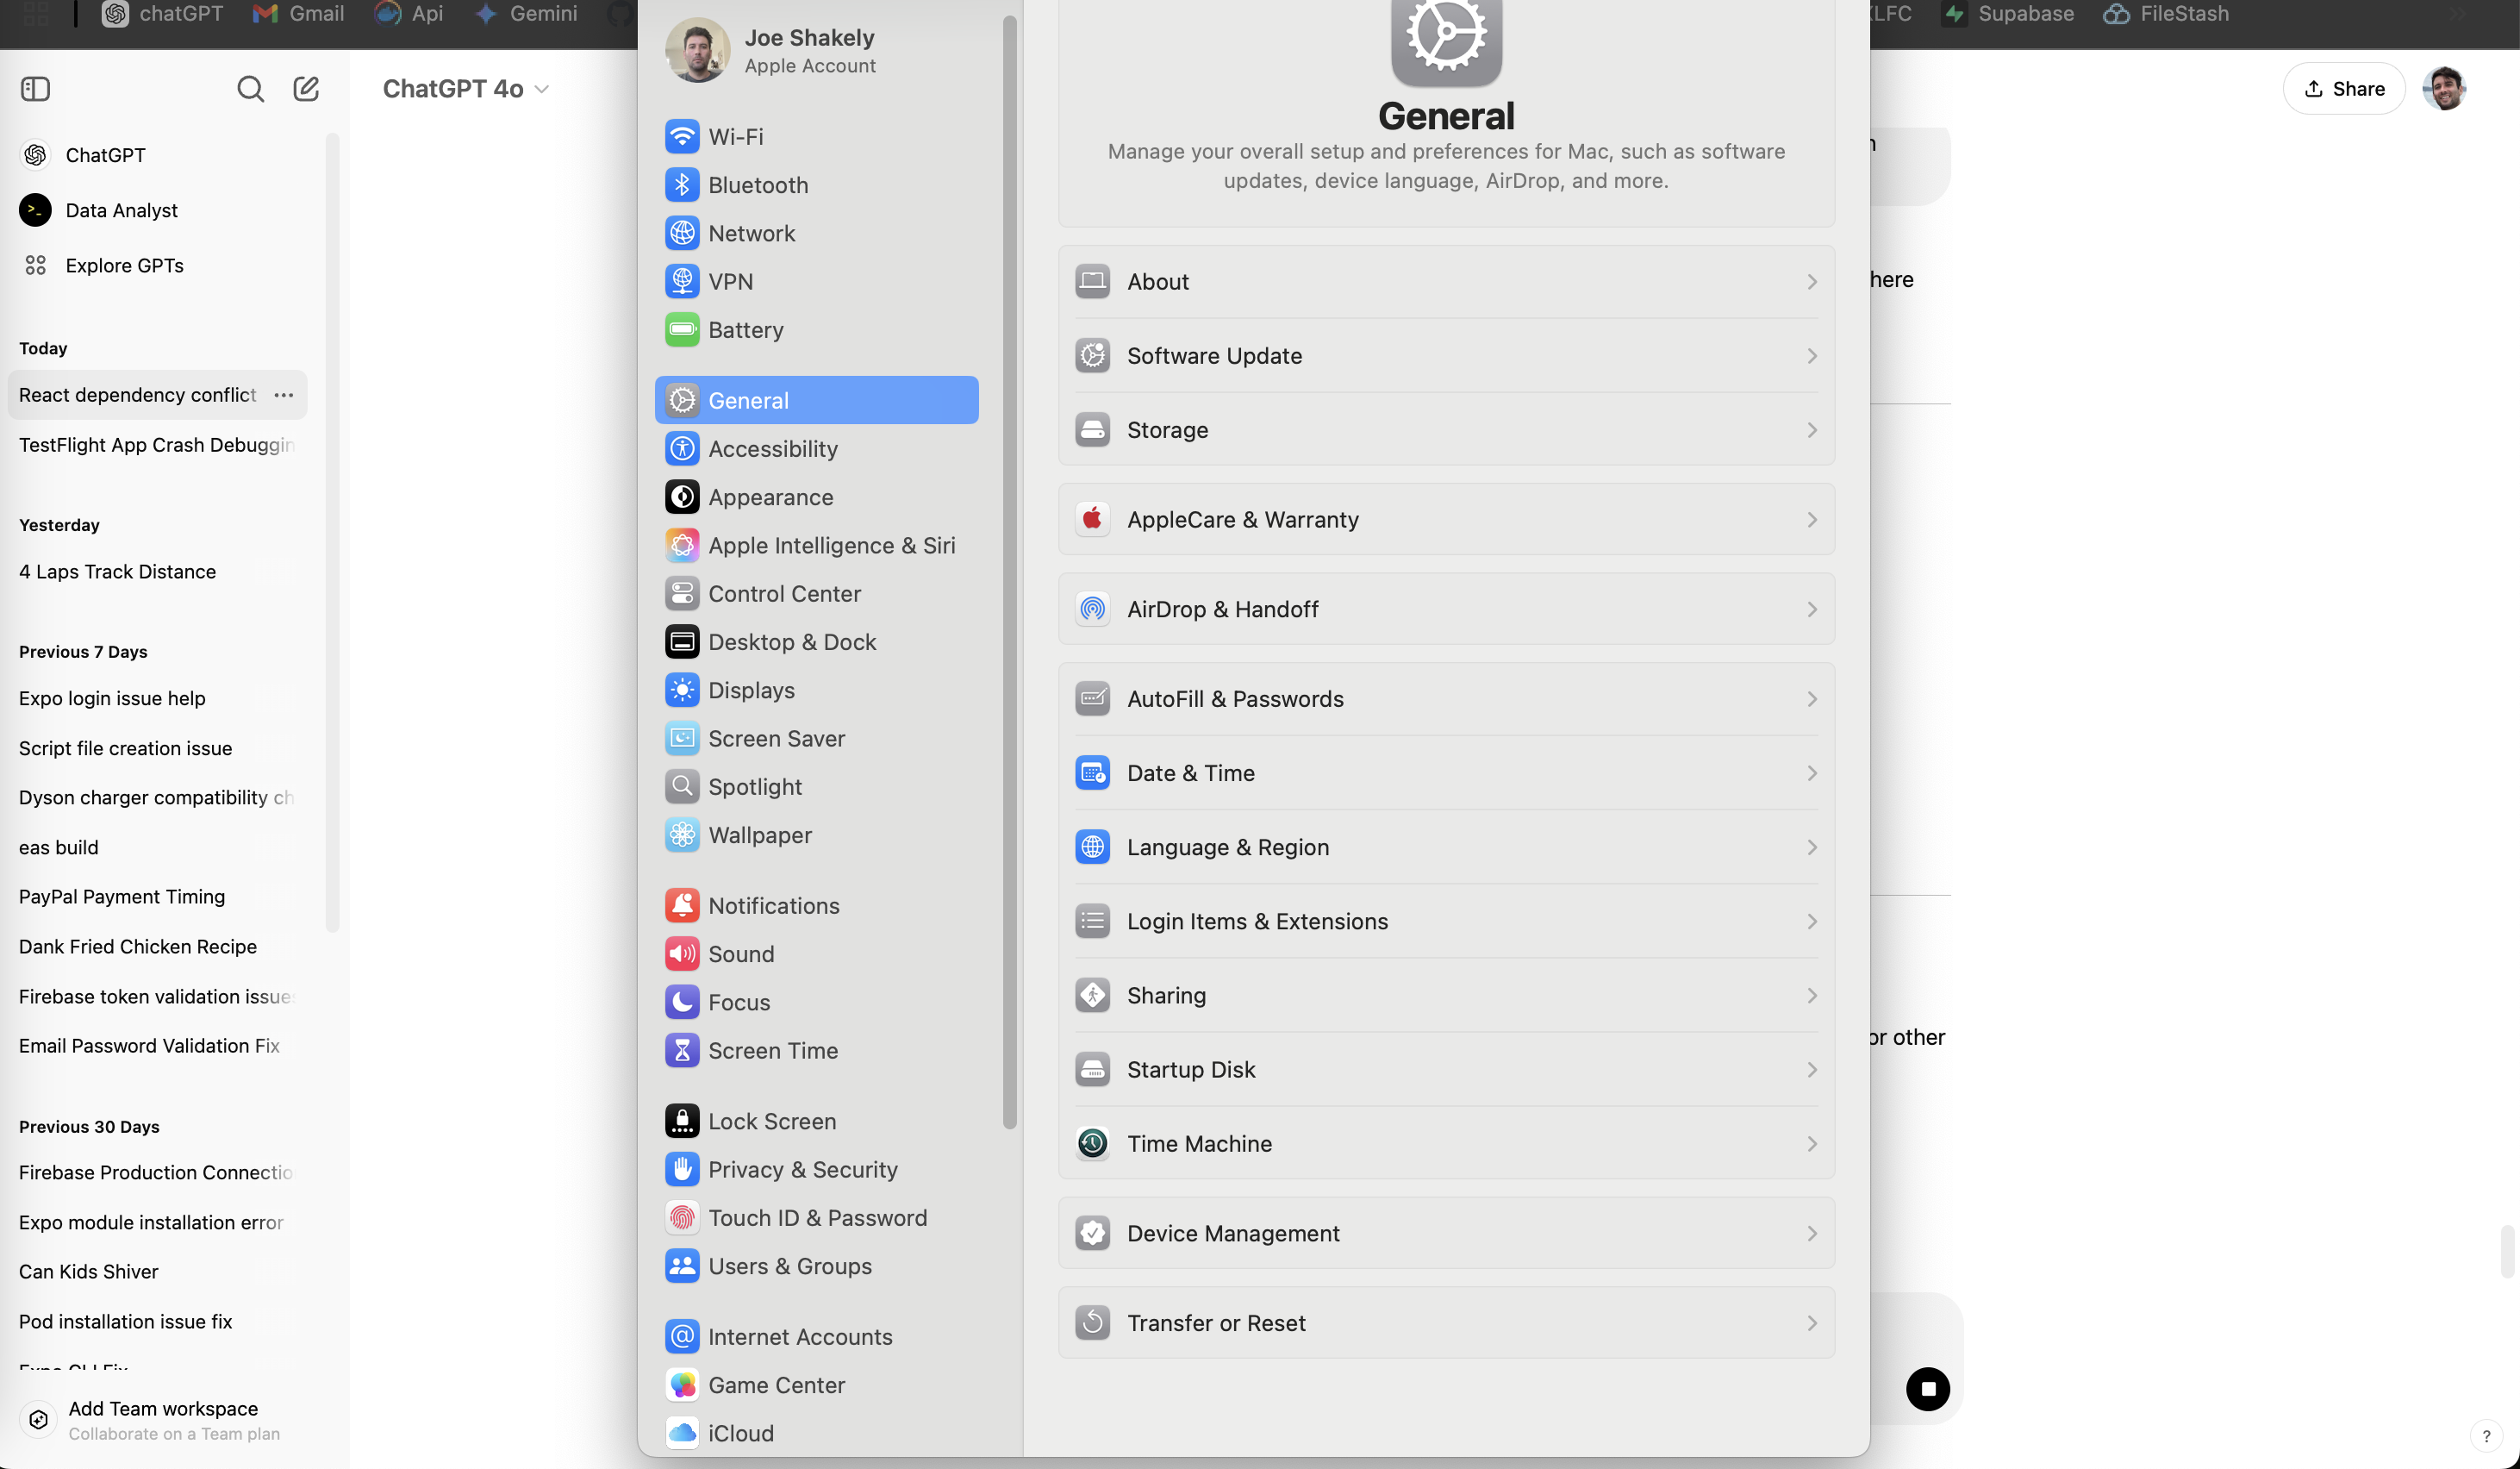 chatGPT
Gmail
Api
Gemini
LFC
Supabase
FileStash
ChatGPT 4o
Share
ChatGPT
Data Analyst
Explore GPTs
Today
React dependency conflict
TestFlight App Crash Debuggin
Yesterday
4 Laps Track Distance
Previous 7 Days
Expo login issue help
Script file creation issue
Dyson charger compatibility ch
eas build
PayPal Payment Timing
Dank Fried Chicken Recipe
Firebase token validation issues
Email Password Validation Fix
Previous 30 Days
Firebase Production Connectio
Expo module installation error
Can Kids Shiver
Pod installation issue fix
Expo CLI Fix
Add Team workspace
Collaborate on a Team plan
Joe Shakely
Apple Account
Wi-Fi
Bluetooth
Network
VPN
Battery
General
Accessibility
Appearance
Apple Intelligence & Siri
Control Center
Desktop & Dock
Displays
Screen Saver
Spotlight
Wallpaper
Notifications
Sound
Focus
Screen Time
Lock Screen
Privacy & Security
Touch ID & Password
Users & Groups
Internet Accounts
Game Center
iCloud
General
Manage your overall setup and preferences for Mac, such as software
updates, device language, AirDrop, and more.
About
Software Update
Storage
AppleCare & Warranty
AirDrop & Handoff
AutoFill & Passwords
Date & Time
Language & Region
Login Items & Extensions
Sharing
Startup Disk
Time Machine
Device Management
Transfer or Reset
here
or other
?